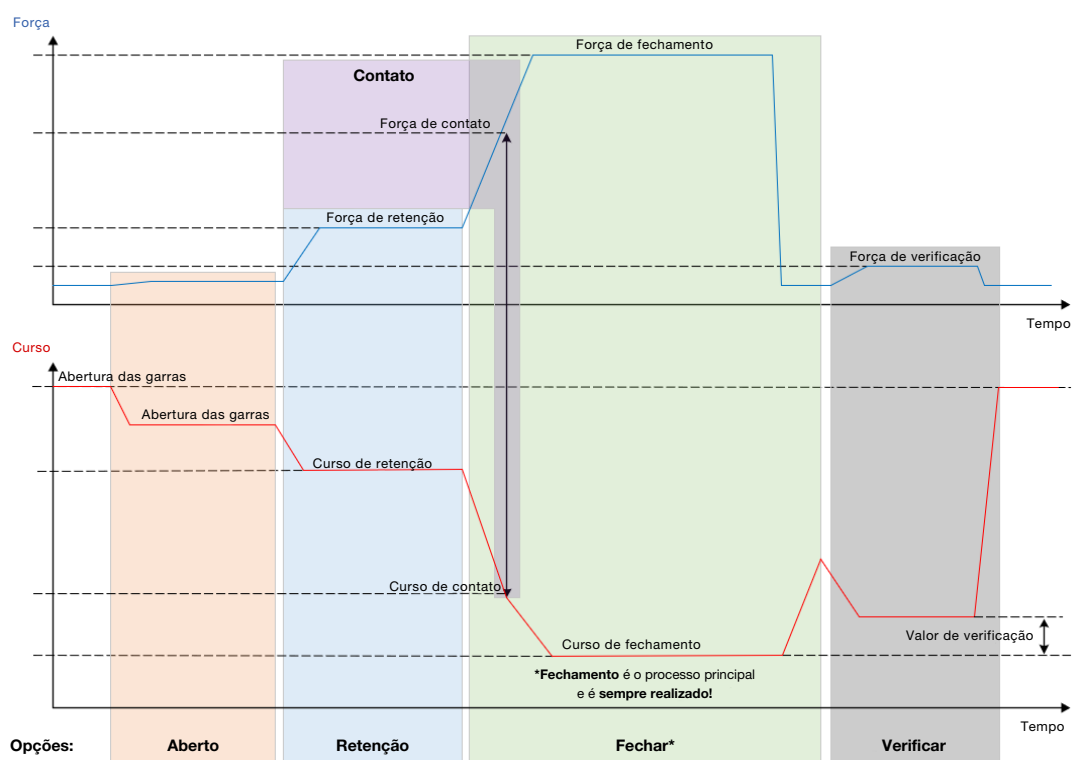 Força
Força de fechamento
Contato
Força de contato
Força de retenção
Força de verificação
Tempo
Curso
Abertura das garras
Abertura das garras
Curso de retenção
Curso de contato
Valor de verificação
Curso de fechamento
*Fechamento é o processo principal
e é sempre realizado!
Tempo
Opções: Aberto Retenção Fechar* Verificar